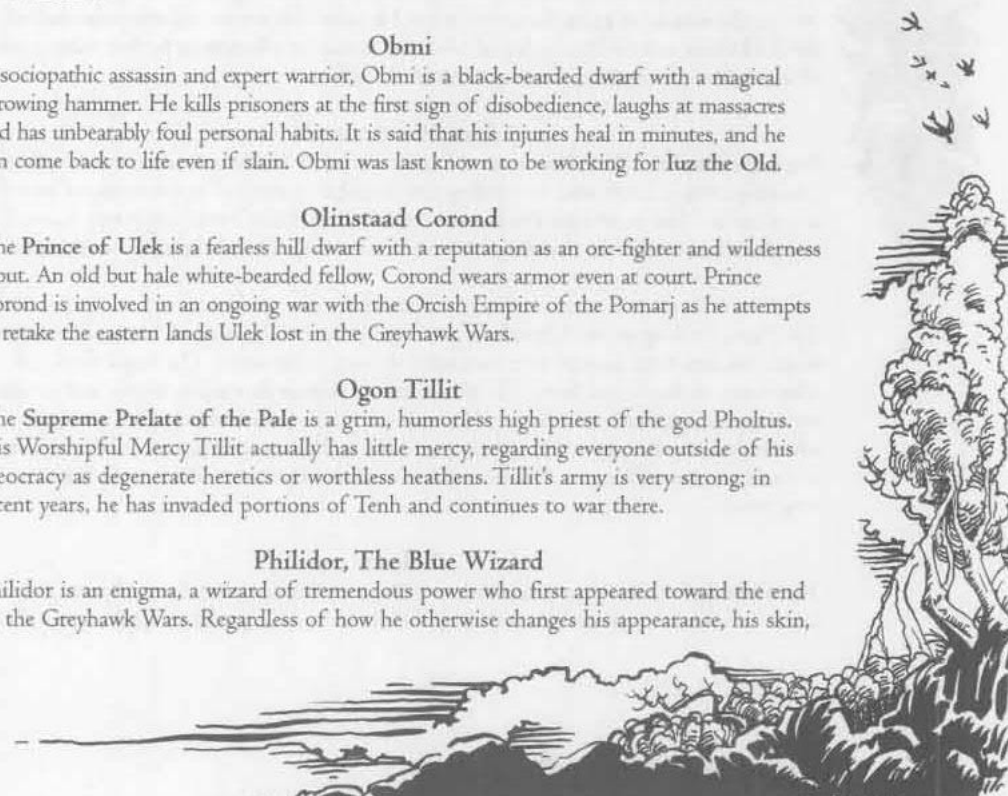 Obmi
sociopathic assassin and expert warrior, Obmi is a black-bearded dwarf with a magical
rowing hammer. He kills prisoners at the first sign of disobedience, laughs at massacres
d has unbearably foul personal habits. It is said that his injuries heal in minutes, and he
n come back to life even if slain. Obmi was last known to be working for Iuz the Old.
Olinstaad Corond
ne Prince of Ulek is a fearless hill dwarf with a reputation as an orc-fighter and wilderness
out. An old but hale white-bearded fellow, Corond wears armor even at court. Prince
orond is involved in an ongoing war with the Orcish Empire of the Pomarj as he attempts
retake the eastern lands Ulek lost in the Greyhawk Wars.
Ogon Tillit
ne Supreme Prelate of the Pale is a grim, humorless high priest of the god Pholtus.
is Worshipful Mercy Tillit actually has little mercy, regarding everyone outside of his
eocracy as degenerate heretics or worthless heathens. Tillit's army is very strong; in
cent years, he has invaded portions of Tenh and continues to war there.
Philidor, The Blue Wizard
ilidor is an enigma, a wizard of tremendous power who first appeared toward the end
the Greyhawk Wars. Regardless of how he otherwise changes his appearance, his skin,